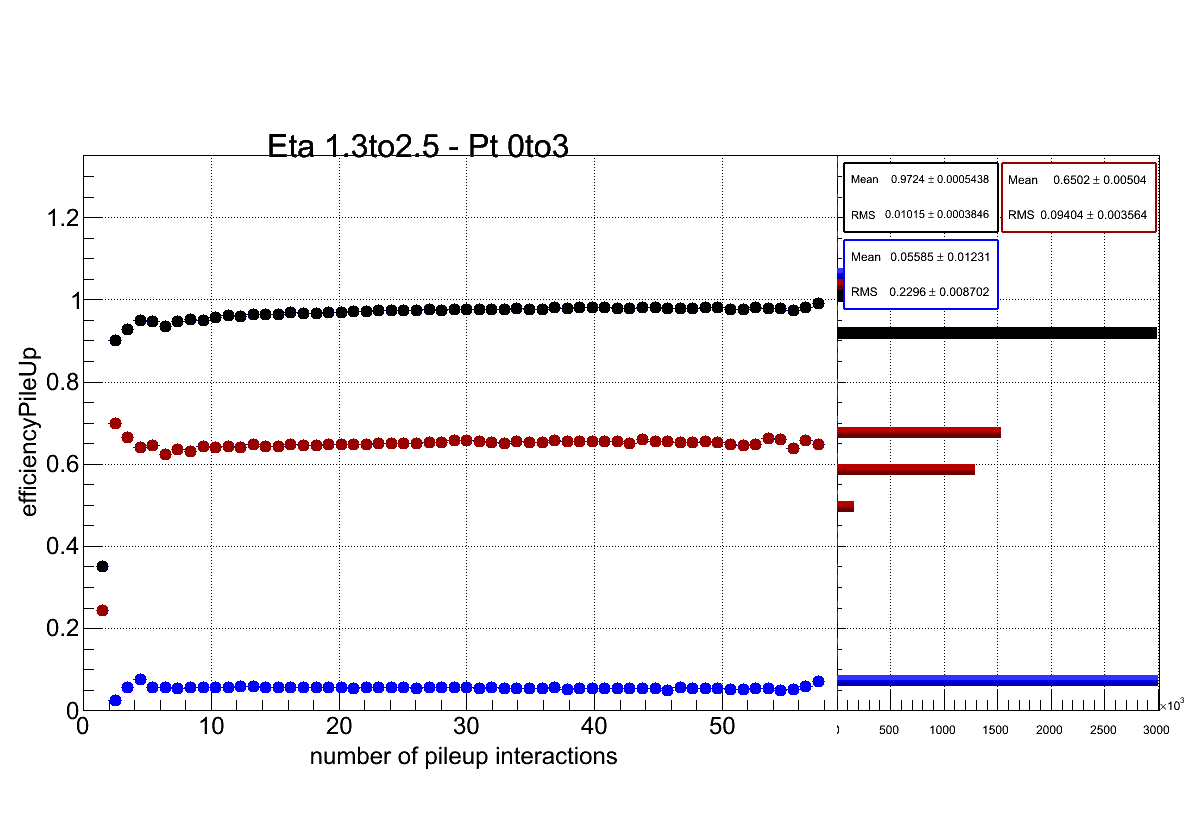 Eta 1.3to2.5 - Pt 0to3
efficiencyPileUp
1.2
1
0.8
0.6
0.4
0.2
0
0 10 20 30 40 50
number of pileup interactions
Mean 0.9724 ± 0.0005438
RMS 0.01015 ± 0.0003846
Mean 0.6502 ± 0.00504
RMS 0.09404 ± 0.003564
Mean 0.05585 ± 0.01231
RMS 0.2296 ± 0.008702
×10³
500 1000 1500 2000 2500 3000